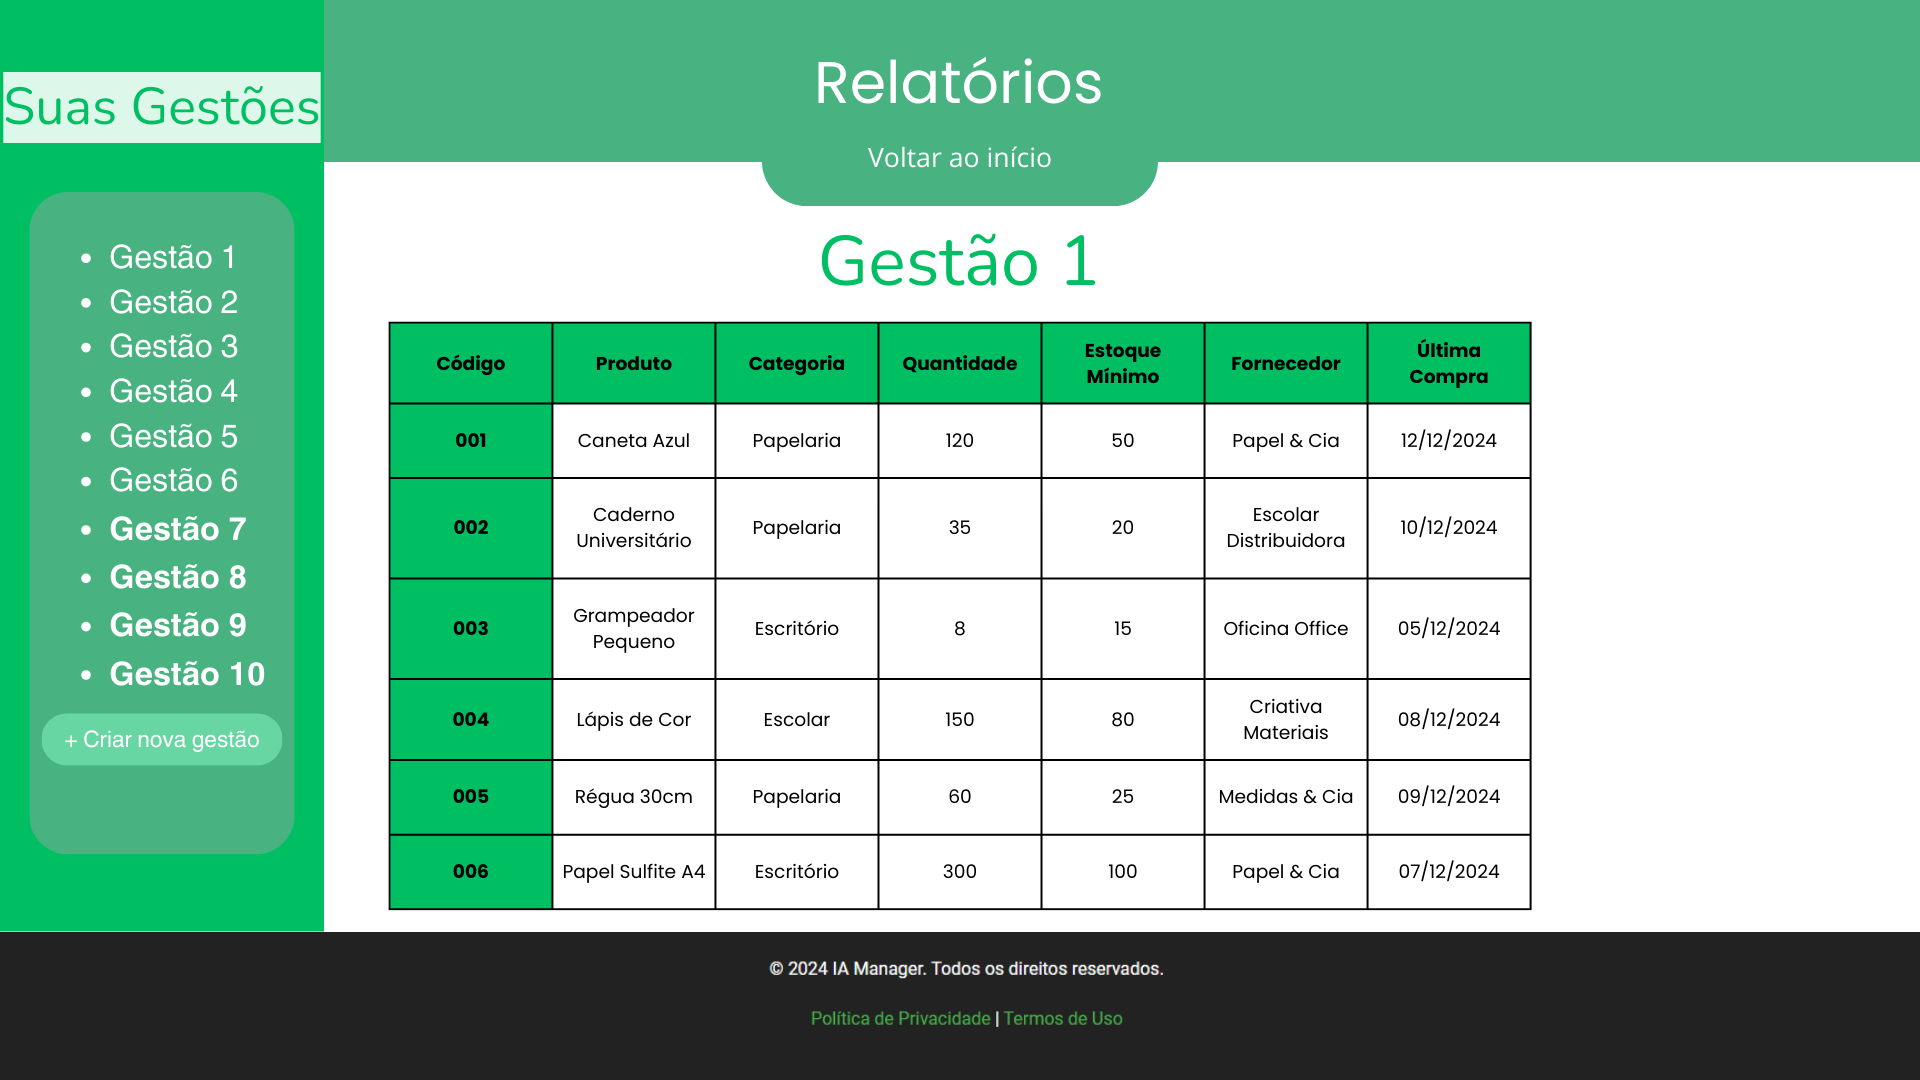 Suas Gestões
Gestão 1
Gestão 2
Gestão 3
Gestão 4
Gestão 5
Gestão 6
Gestão 7
Gestão 8
Gestão 9
Gestão 10
+ Criar nova gestão
Relatórios
Voltar ao início
Gestão 1
Código Produto Categoria Quantidade Estoque Mínimo Fornecedor Última Compra
001 Caneta Azul Papelaria 120 50 Papel & Cia 12/12/2024
002 Caderno Universitário Papelaria 35 20 Escolar Distribuidora 10/12/2024
003 Grampeador Pequeno Escritório 8 15 Oficina Office 05/12/2024
004 Lápis de Cor Escolar 150 80 Criativa Materiais 08/12/2024
005 Régua 30cm Papelaria 60 25 Medidas & Cia 09/12/2024
006 Papel Sulfite A4 Escritório 300 100 Papel & Cia 07/12/2024
© 2024 IA Manager. Todos os direitos reservados.
Política de Privacidade | Termos de Uso